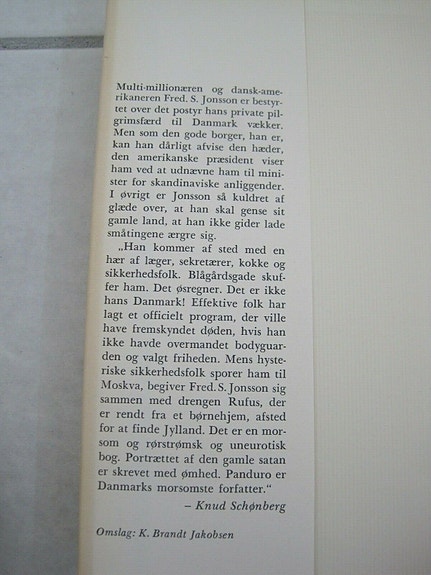 Multi-millionæren og dansk-ame-
rikaneren Fred. S. Jonsson er bestyr-
tet over det postyr hans private pil-
grimsfærd til Danmark vækker.
Men som den gode borger, han er,
kan han dårligt afvise den hæder,
den amerikanske præsident viser
ham ved at udnævne ham til mini-
ster for skandinaviske anliggender.
I øvrigt er Jonsson så kuldret af
glæde over, at han skal gense sit
gamle land, at han ikke gider lade
småtingene ærgre sig.
„Han kommer af sted med en
hær af læger, sekretærer, kokke og
sikkerhedsfolk. Blågårdsgade skuf-
fer ham. Det øsregner. Det er ikke
hans Danmark! Effektive folk har
lagt et officielt program, der ville
have fremskyndet døden, hvis han
ikke havde overmandet bodyguar-
den og valgt friheden. Mens hyste-
riske sikkerhedsfolk sporer ham til
Moskva, begiver Fred. S. Jonsson sig
sammen med drengen Rufus, der
er rendt fra et børnehjem, afsted
for at finde Jylland. Det er en mor-
som og rørstrømsk og uneurotisk
bog. Portrættet af den gamle satan
er skrevet med ømhed. Panduro er
Danmarks morsomste forfatter.“
– Knud Schønberg
Omslag: K. Brandt Jakobsen